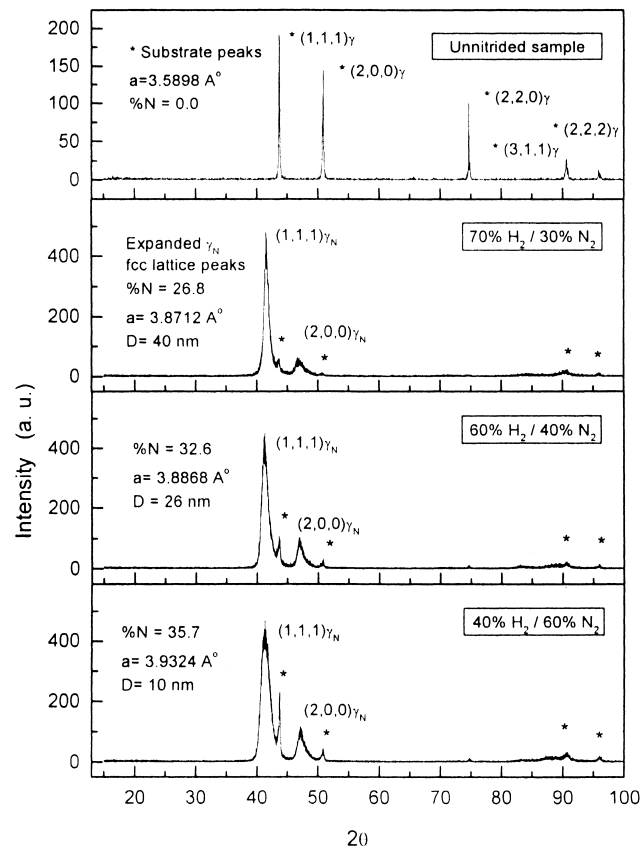 200
150
100
50
0
* Substrate peaks
a=3.5898 A°
%N = 0.0
* (1,1,1)γ
* (2,0,0)γ
Unnitrided sample
* (2,2,0)γ
* (2,2,2)γ
* (3,1,1)γ
400
200
0
Expanded γN
fcc lattice peaks
%N = 26.8
a= 3.8712 A°
D= 40 nm
(1,1,1)γN
*
(2,0,0)γN
*
70% H2 / 30% N2
* *
400
200
0
%N = 32.6
a= 3.8868 A°
D = 26 nm
(1,1,1)γN
*
(2,0,0)γN
*
60% H2 / 40% N2
* *
400
200
0
%N = 35.7
a= 3.9324 A°
D= 10 nm
(1,1,1)γN
*
(2,0,0)γN
*
40% H2 / 60% N2
* *
Intensity (a. u.)
20 30 40 50 60 70 80 90 100
2θ